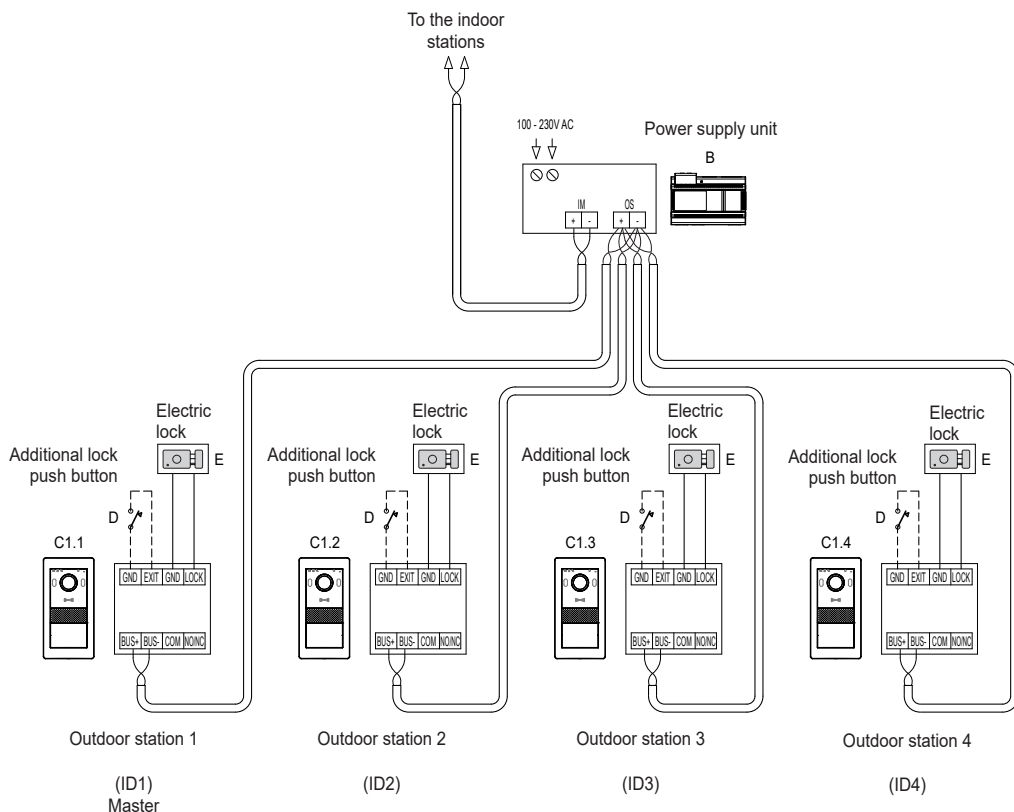 To the indoor
stations
100 - 230V AC
Power supply unit
B
IM
OS
+ -
+ -
Electric
lock
Additional lock
push button
E
D
C1.1
GND EXIT GND LOCK
BUS+ BUS- COM NO/NC
Outdoor station 1
(ID1)
Master
Electric
lock
Additional lock
push button
E
D
C1.2
GND EXIT GND LOCK
BUS+ BUS- COM NO/NC
Outdoor station 2
(ID2)
Electric
lock
Additional lock
push button
E
D
C1.3
GND EXIT GND LOCK
BUS+ BUS- COM NO/NC
Outdoor station 3
(ID3)
Electric
lock
Additional lock
push button
E
D
C1.4
GND EXIT GND LOCK
BUS+ BUS- COM NO/NC
Outdoor station 4
(ID4)